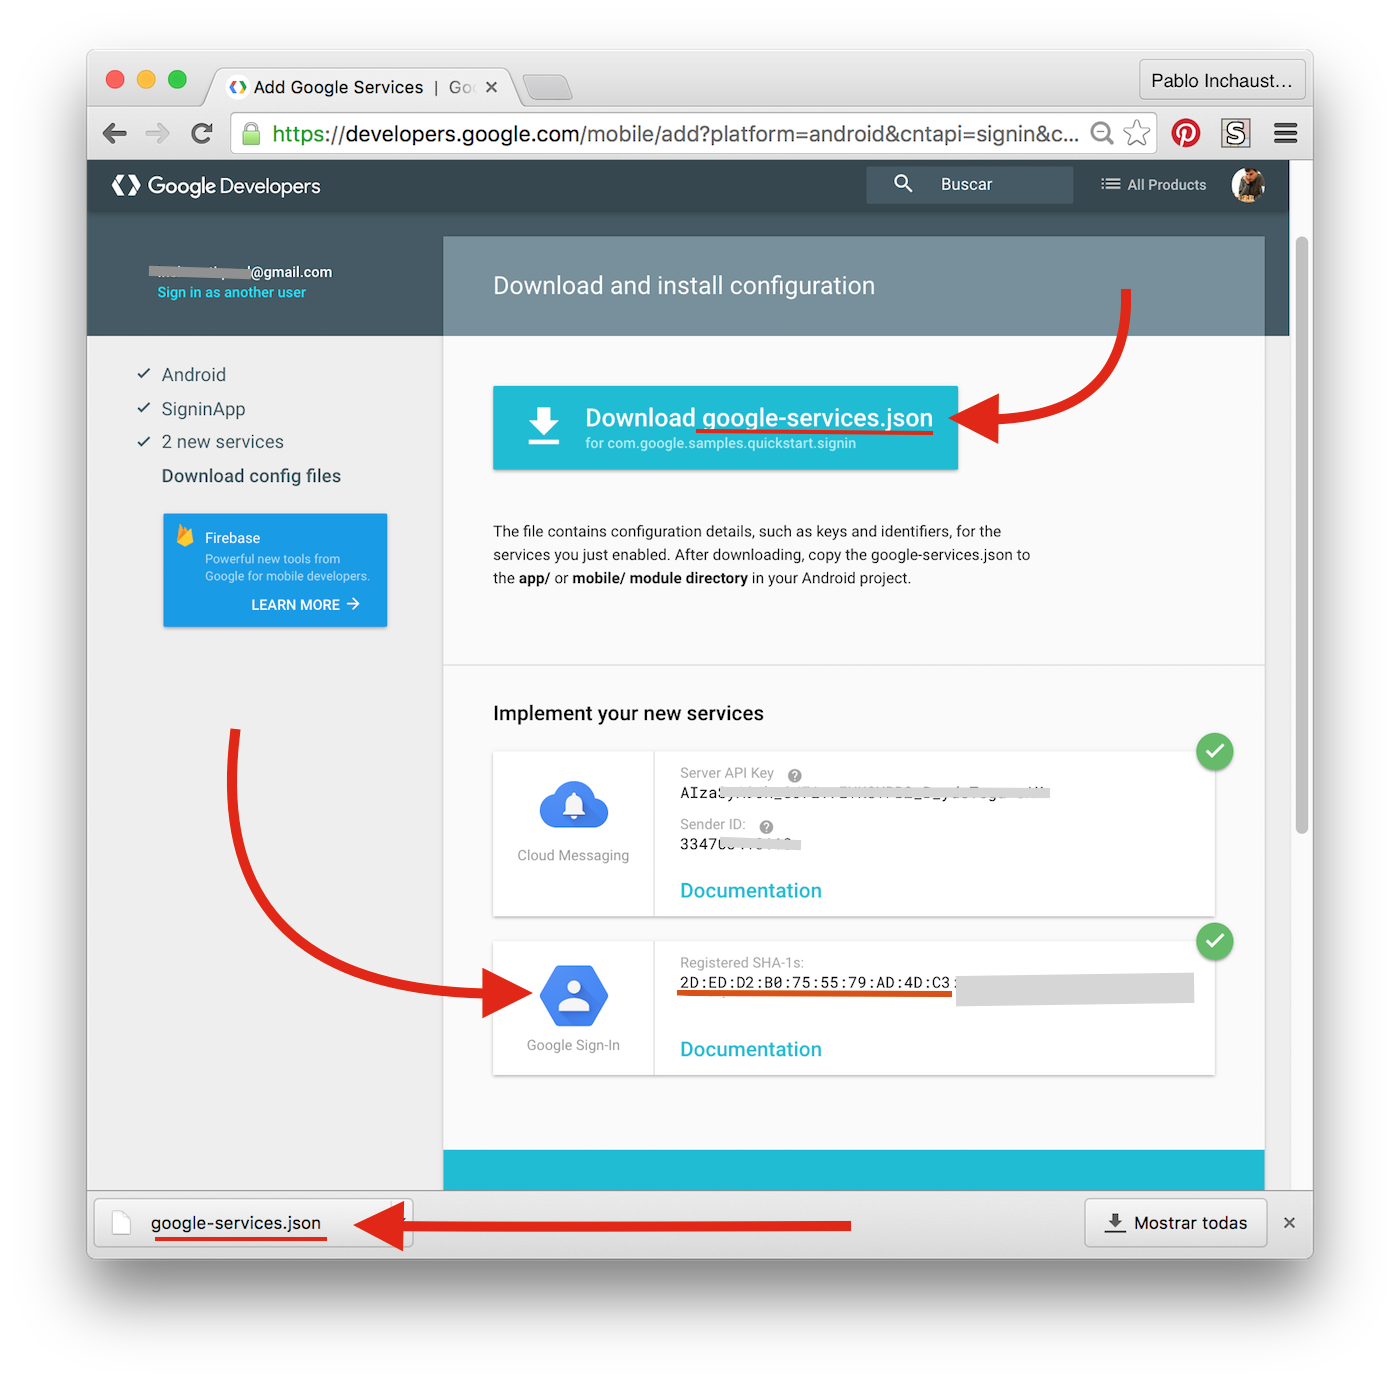 Add Google Services | Go
Pablo Inchaust...
https://developers.google.com/mobile/add?platform=android&cntapi=signin&c...
Google Developers
Buscar
All Products
@gmail.com
Sign in as another user
Download and install configuration
Android
SigninApp
2 new services
Download config files
Firebase
Powerful new tools from
Google for mobile developers.
LEARN MORE
Download google-services.json
for com.google.samples.quickstart.signin
The file contains configuration details, such as keys and identifiers, for the
services you just enabled. After downloading, copy the google-services.json to
the app/ or mobile/ module directory in your Android project.
Implement your new services
Cloud Messaging
Server API Key
Sender ID:
Documentation
Google Sign-In
Registered SHA-1s:
2D:ED:D2:B0:75:55:79:AD:4D:C3:
Documentation
google-services.json
Mostrar todas